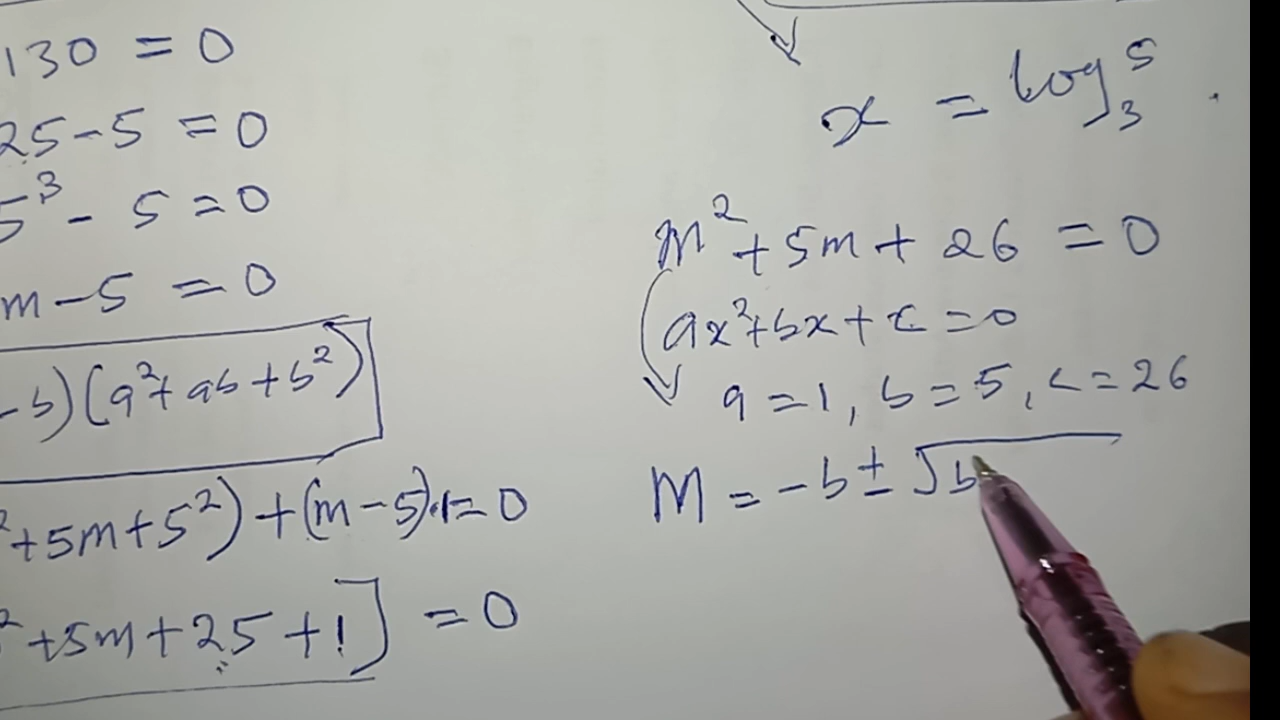 130 = 0
25 - 5 = 0
5³ - 5 = 0
m - 5 = 0
- b)(a² + ab + b²)
² + 5m + 5²) + (m - 5).1 = 0
² + 5m + 25 + 1] = 0
x = log₃⁵
m² + 5m + 26 = 0
ax² + bx + c = 0
a = 1, b = 5, c = 26
M = -b ± √b